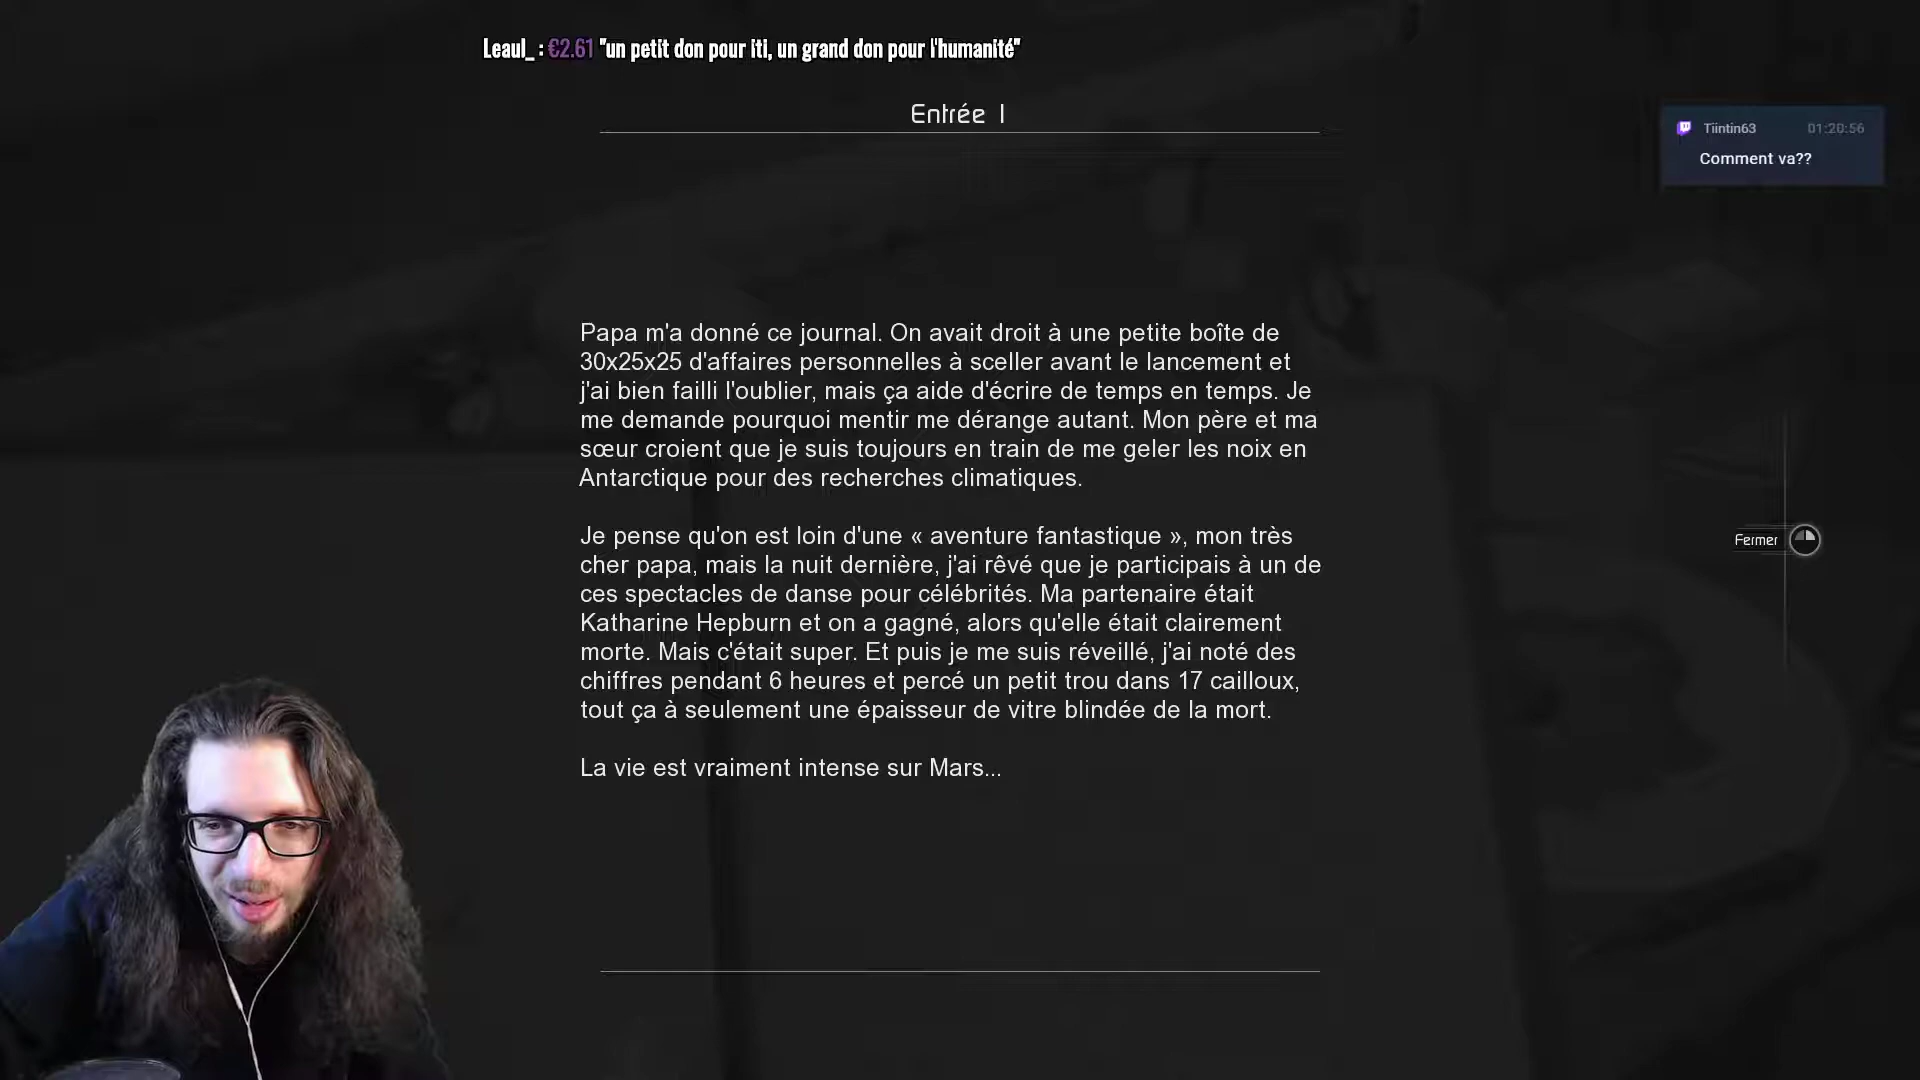 Leaul_ : €2.61 "un petit don pour iti, un grand don pour l'humanité"
Entrée 1
Tiintin63 01:20:56
Comment va??
Papa m'a donné ce journal. On avait droit à une petite boîte de
30x25x25 d'affaires personnelles à sceller avant le lancement et
j'ai bien failli l'oublier, mais ça aide d'écrire de temps en temps. Je
me demande pourquoi mentir me dérange autant. Mon père et ma
sœur croient que je suis toujours en train de me geler les noix en
Antarctique pour des recherches climatiques.
Je pense qu'on est loin d'une « aventure fantastique », mon très
cher papa, mais la nuit dernière, j'ai rêvé que je participais à un de
ces spectacles de danse pour célébrités. Ma partenaire était
Katharine Hepburn et on a gagné, alors qu'elle était clairement
morte. Mais c'était super. Et puis je me suis réveillé, j'ai noté des
chiffres pendant 6 heures et percé un petit trou dans 17 cailloux,
tout ça à seulement une épaisseur de vitre blindée de la mort.
La vie est vraiment intense sur Mars...
Fermer